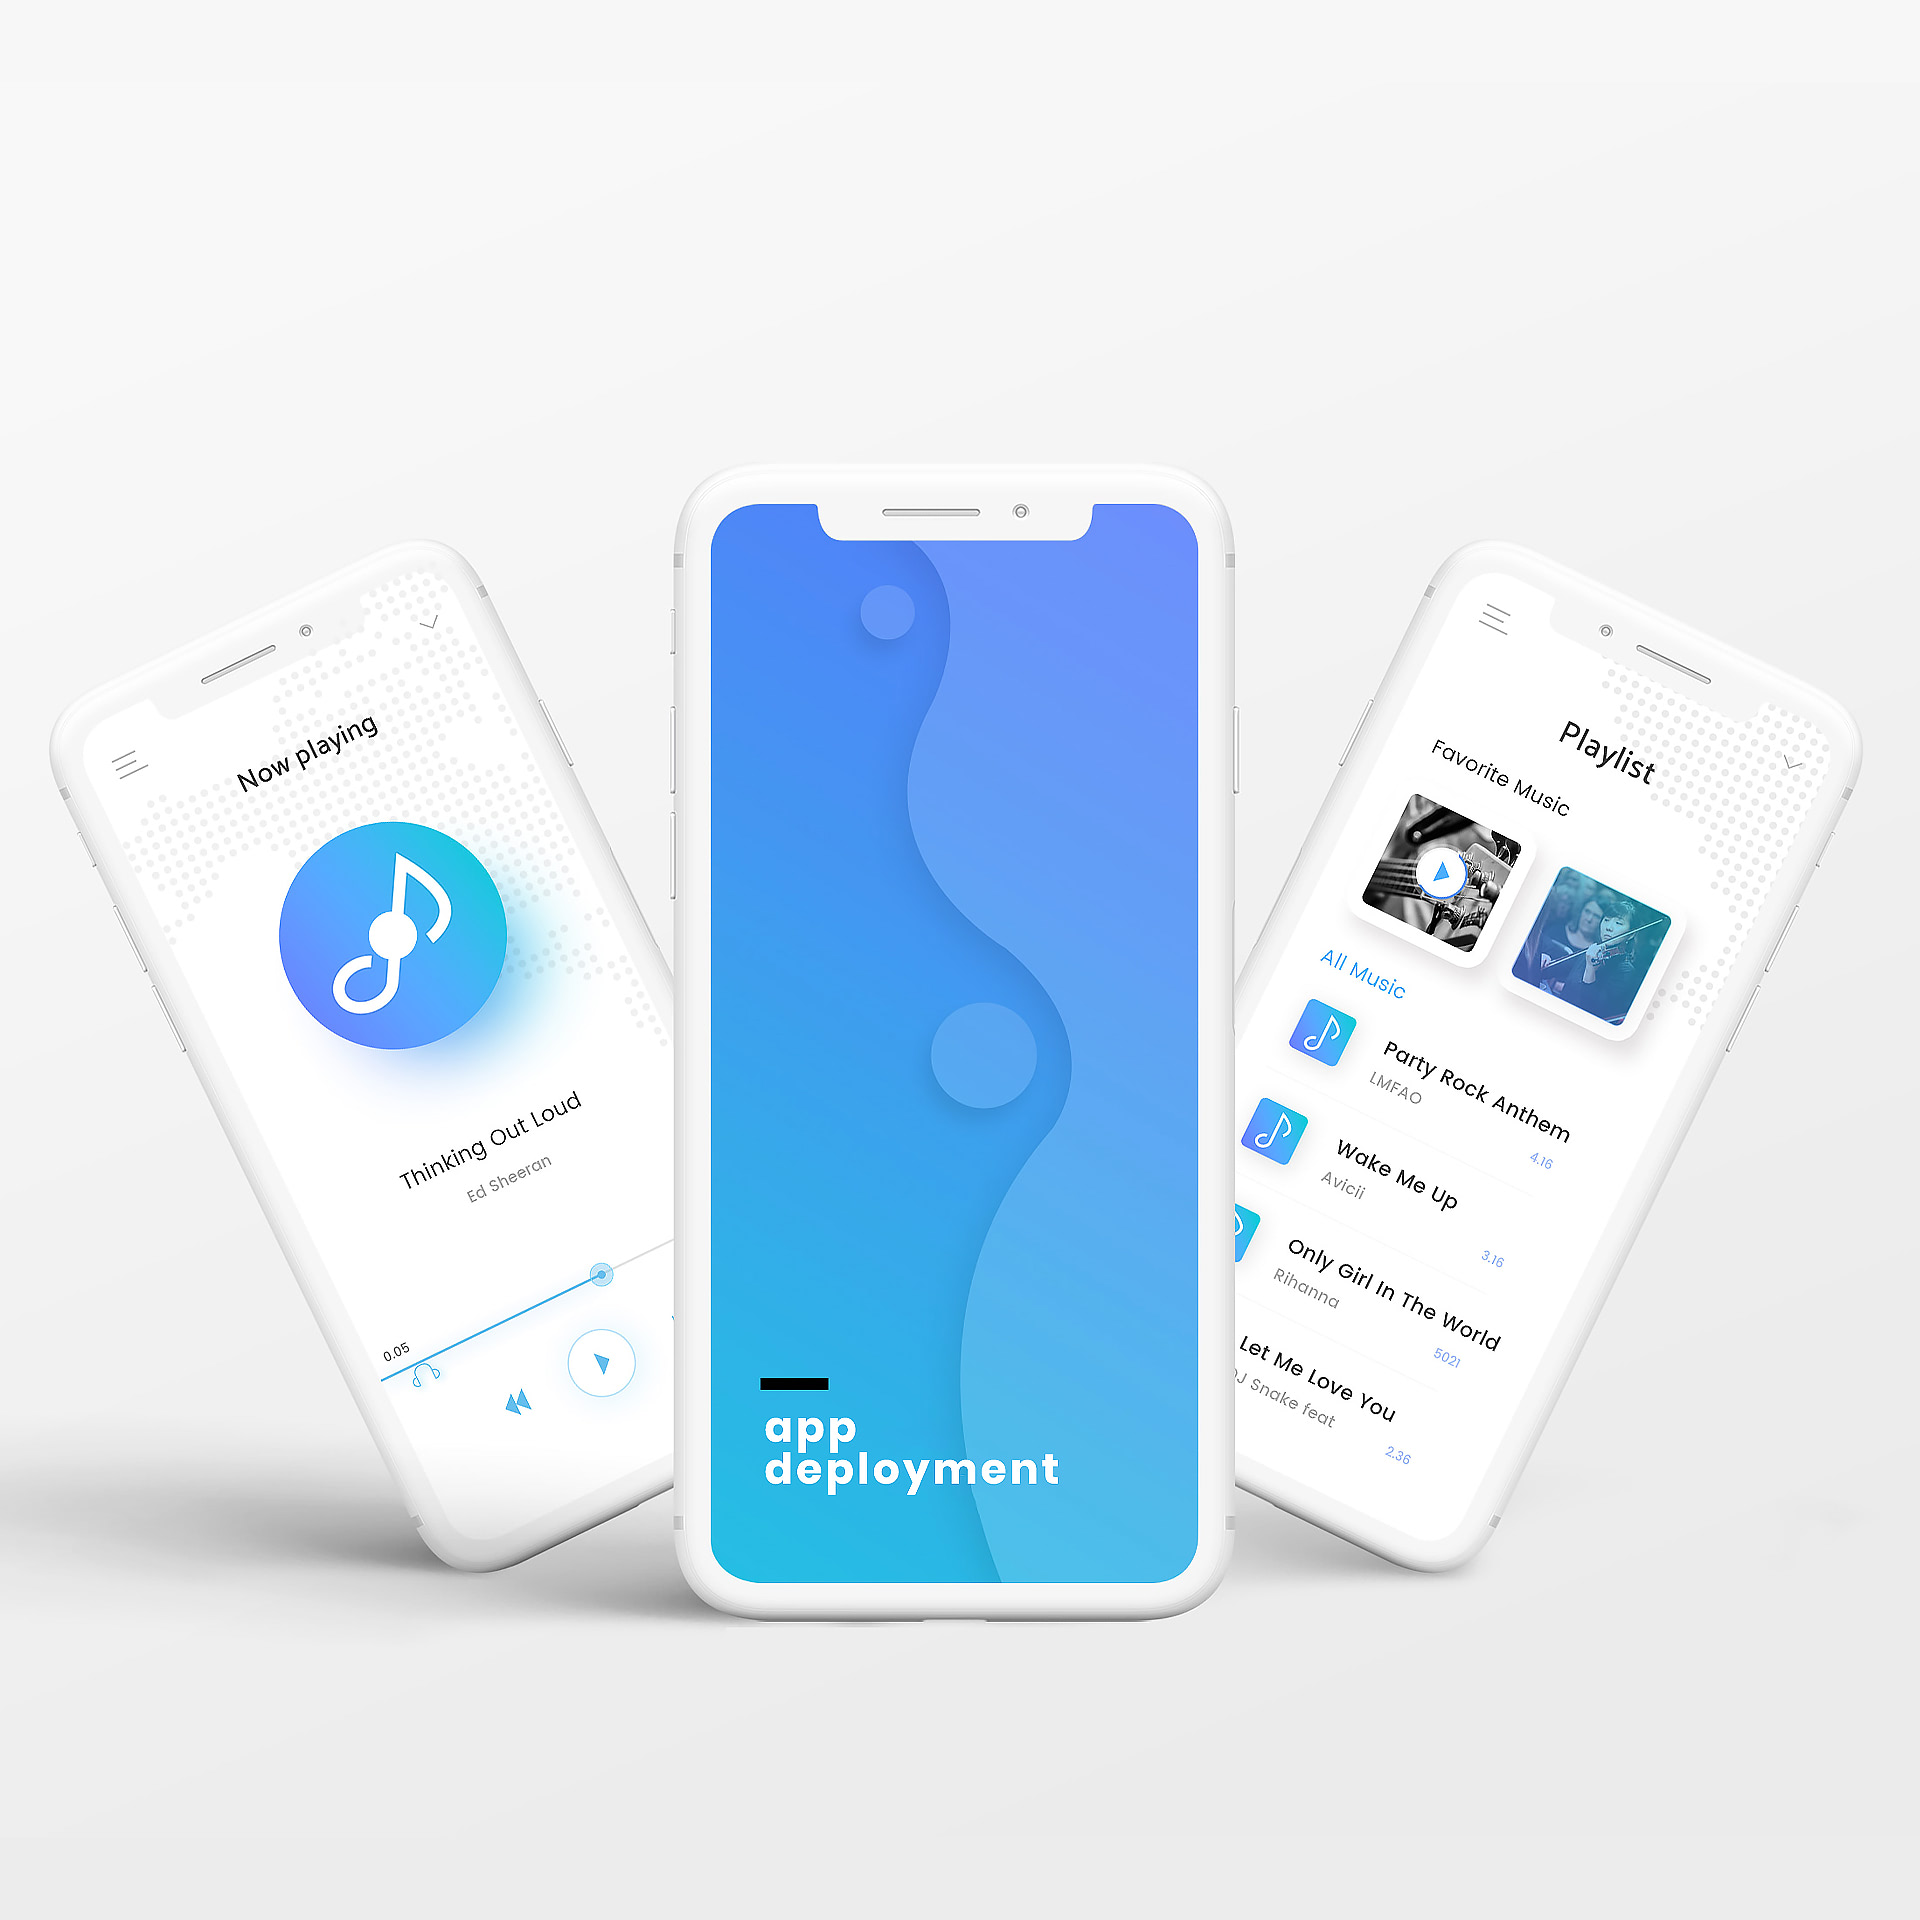 Now playing
Thinking Out Loud
Ed Sheeran
0.05
app
deployment
Playlist
Favorite Music
All Music
Party Rock Anthem
LMFAO
4.16
Wake Me Up
Avicii
3.16
Only Girl In The World
Rihanna
5021
Let Me Love You
DJ Snake feat
2.36